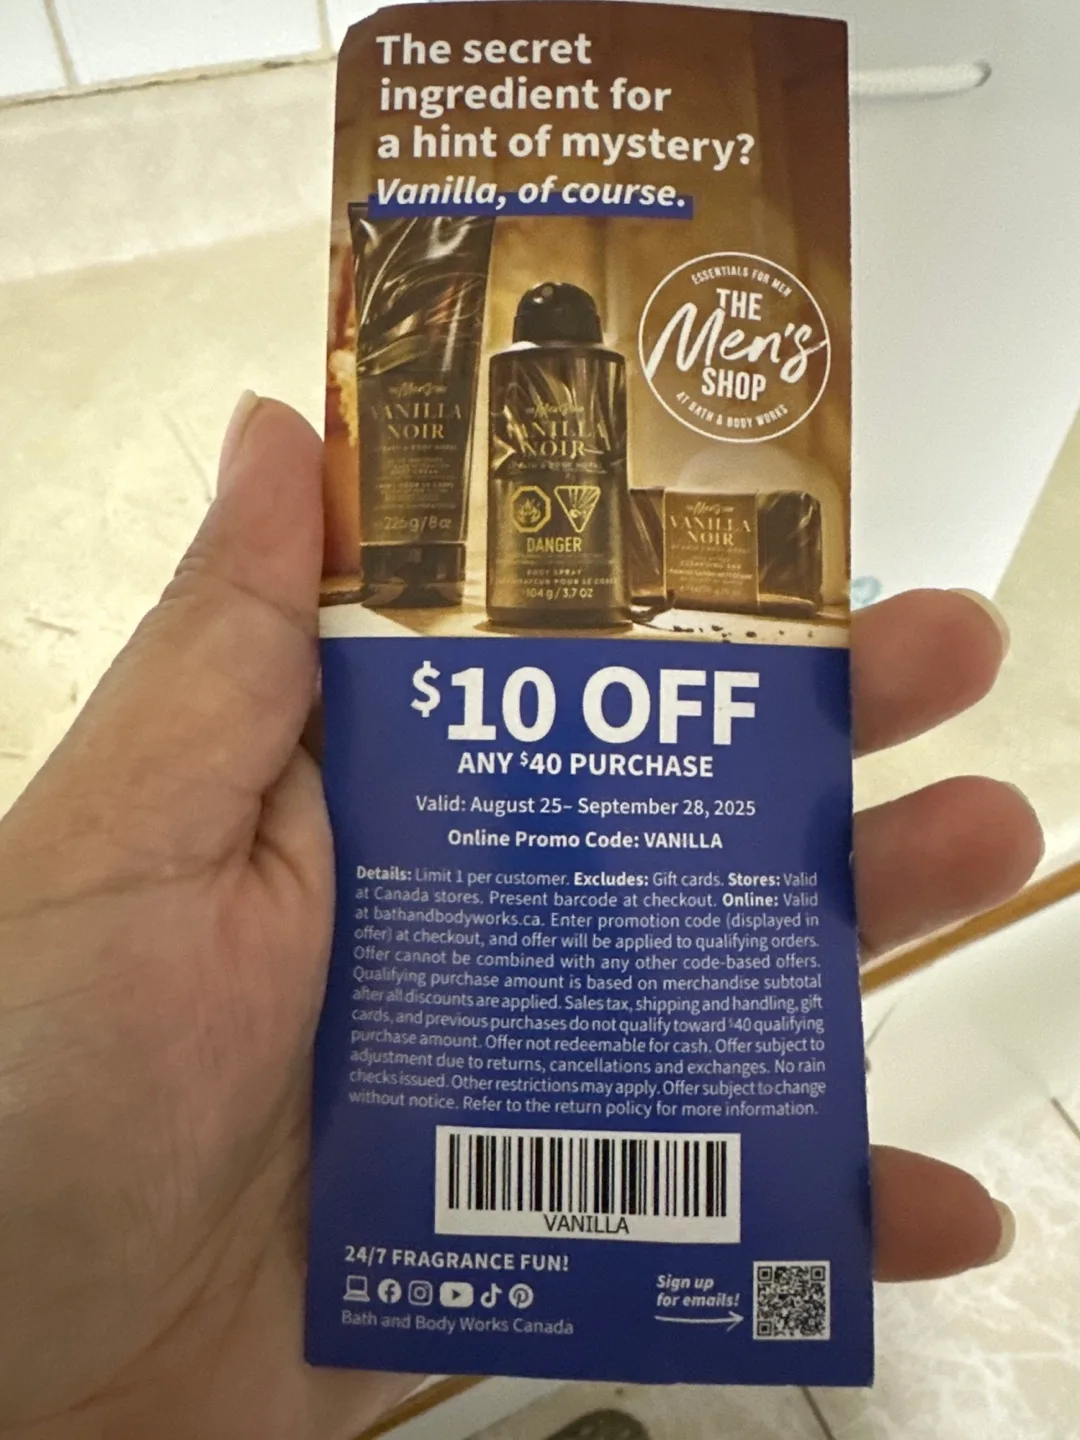 The secret
ingredient for
a hint of mystery?
Vanilla, of course.
ESSENTIALS FOR MEN
THE
Men's
SHOP
AT BATH & BODY WORKS
VANILLA
NOIR
226 g / 8 oz
VANILLA
NOIR
DANGER
BODY SPRAY
104 g / 3.7 OZ
VANILLA
NOIR
$10 OFF
ANY $40 PURCHASE
Valid: August 25– September 28, 2025
Online Promo Code: VANILLA
Details: Limit 1 per customer. Excludes: Gift cards. Stores: Valid
at Canada stores. Present barcode at checkout. Online: Valid
at bathandbodyworks.ca. Enter promotion code (displayed in
offer) at checkout, and offer will be applied to qualifying orders.
Offer cannot be combined with any other code-based offers.
Qualifying purchase amount is based on merchandise subtotal
after all discounts are applied. Sales tax, shipping and handling, gift
cards, and previous purchases do not qualify toward $40 qualifying
purchase amount. Offer not redeemable for cash. Offer subject to
adjustment due to returns, cancellations and exchanges. No rain
checks issued. Other restrictions may apply. Offer subject to change
without notice. Refer to the return policy for more information.
VANILLA
24/7 FRAGRANCE FUN!
Bath and Body Works Canada
Sign up
for emails!